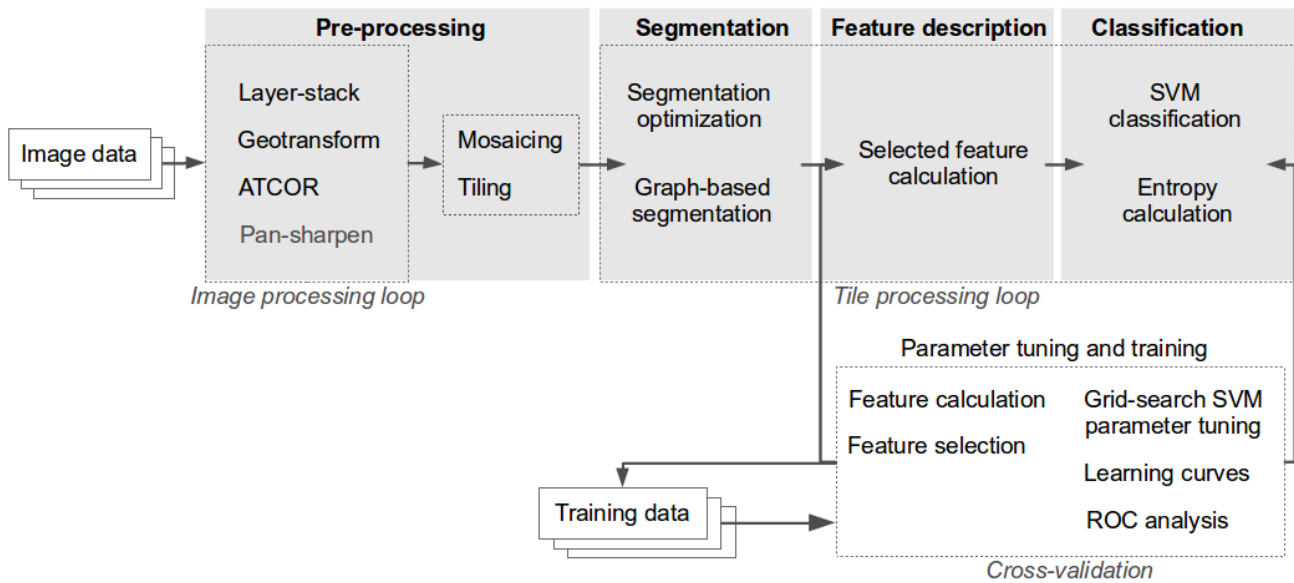 Pre-processing
Segmentation
Feature description
Classification
Image data
Layer-stack
Geotransform
ATCOR
Pan-sharpen
Mosaicing
Tiling
Segmentation
optimization
Graph-based
segmentation
Selected feature
calculation
SVM
classification
Entropy
calculation
Image processing loop
Tile processing loop
Parameter tuning and training
Feature calculation
Feature selection
Grid-search SVM
parameter tuning
Learning curves
ROC analysis
Training data
Cross-validation